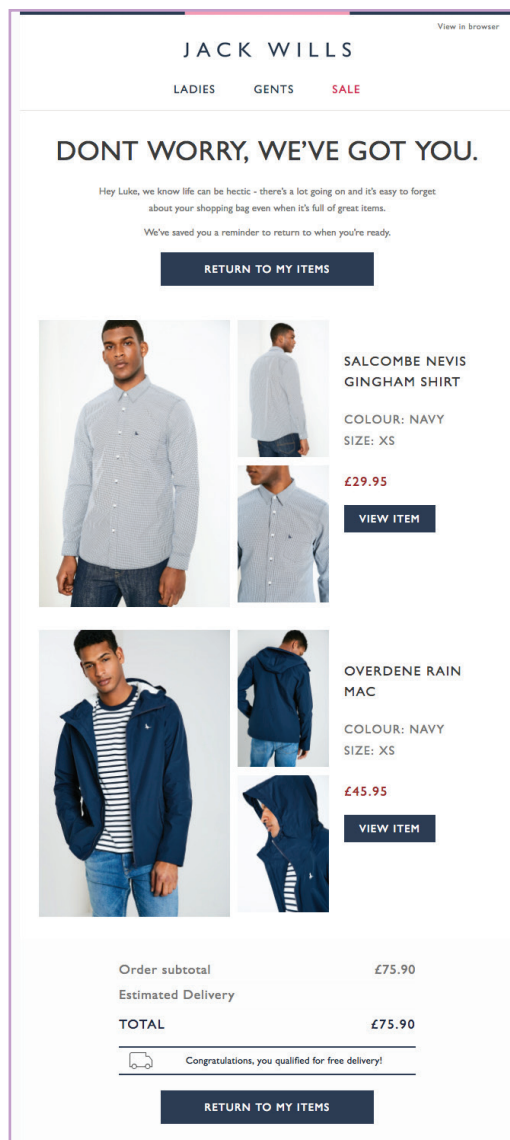 View in browser
JACK WILLS
LADIES GENTS SALE
DONT WORRY, WE'VE GOT YOU.
Hey Luke, we know life can be hectic - there's a lot going on and it's easy to forget
about your shopping bag even when it's full of great items.
We've saved you a reminder to return to when you're ready.
RETURN TO MY ITEMS
SALCOMBE NEVIS
GINGHAM SHIRT
COLOUR: NAVY
SIZE: XS
£29.95
VIEW ITEM
OVERDENE RAIN
MAC
COLOUR: NAVY
SIZE: XS
£45.95
VIEW ITEM
Order subtotal £75.90
Estimated Delivery
TOTAL £75.90
Congratulations, you qualified for free delivery!
RETURN TO MY ITEMS